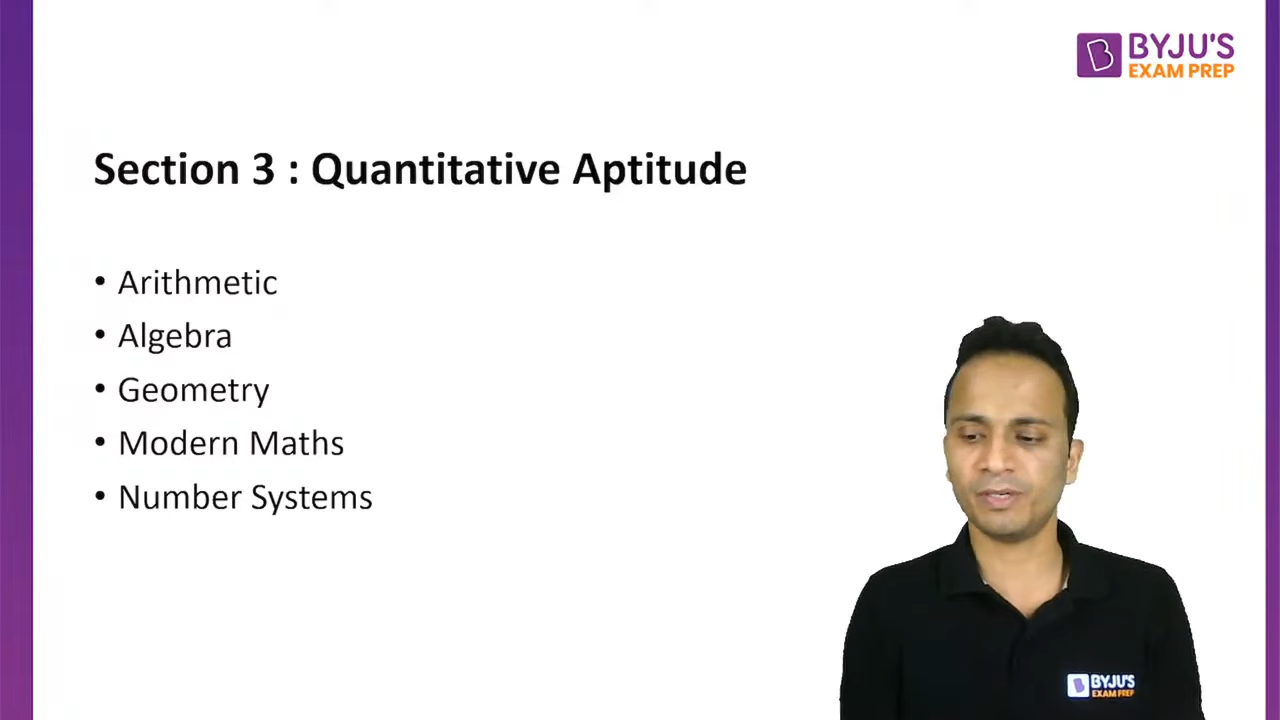 BYJU'S
EXAM PREP
Section 3 : Quantitative Aptitude
• Arithmetic
• Algebra
• Geometry
• Modern Maths
• Number Systems
BYJU'S
EXAM PREP